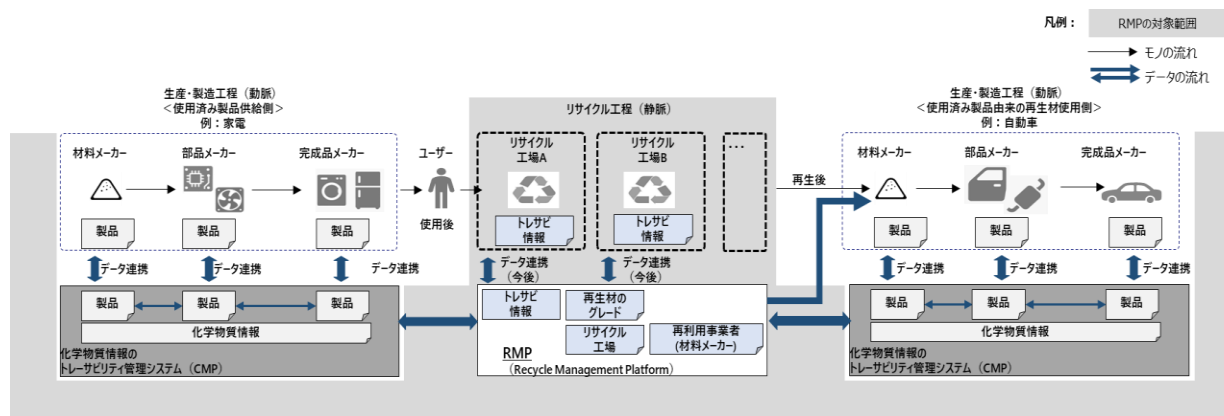 凡例：
RMPの対象範囲
モノの流れ
データの流れ
生産・製造工程（動脈）
＜使用済み製品供給側＞
例：家電
材料メーカー
部品メーカー
完成品メーカー
製品
製品
製品
データ連携
データ連携
データ連携
製品
製品
製品
化学物質情報
化学物質情報の
トレーサビリティ管理システム（CMP）
ユーザー
使用後
リサイクル工程（静脈）
リサイクル
工場A
トレサビ
情報
リサイクル
工場B
トレサビ
情報
...
データ連携
（今後）
データ連携
（今後）
トレサビ
情報
再生材の
グレード
リサイクル
工場
再利用事業者
(材料メーカー)
RMP
（Recycle Management Platform）
再生後
生産・製造工程（動脈）
＜使用済み製品由来の再生材使用側＞
例：自動車
材料メーカー
部品メーカー
完成品メーカー
製品
製品
製品
データ連携
データ連携
データ連携
製品
製品
製品
化学物質情報
化学物質情報の
トレーサビリティ管理システム（CMP）